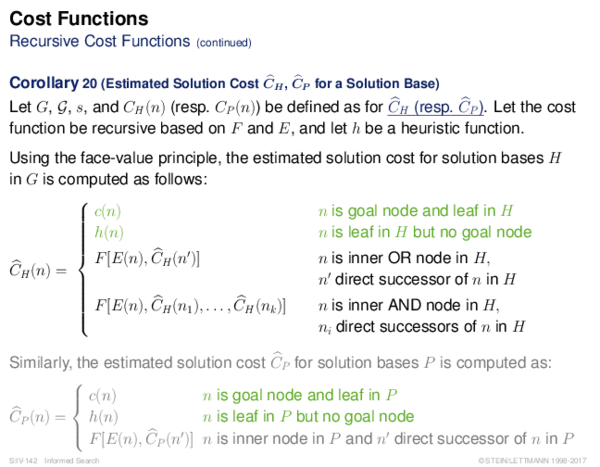 Cost Functions
Recursive Cost Functions (continued)
Corollary 20 (Estimated Solution Cost Ĉ_H, Ĉ_P for a Solution Base)
Let G, 𝒢, s, and C_H(n) (resp. C_P(n)) be defined as for Ĉ_H (resp. Ĉ_P). Let the cost
function be recursive based on F and E, and let h be a heuristic function.
Using the face-value principle, the estimated solution cost for solution bases H
in G is computed as follows:
c(n) n is goal node and leaf in H
h(n) n is leaf in H but no goal node
Ĉ_H(n) = { F[E(n), Ĉ_H(n′)] n is inner OR node in H,
n′ direct successor of n in H
F[E(n), Ĉ_H(n₁), . . . , Ĉ_H(n_k)] n is inner AND node in H,
n_i direct successors of n in H
Similarly, the estimated solution cost Ĉ_P for solution bases P is computed as:
c(n) n is goal node and leaf in P
Ĉ_P(n) = { h(n) n is leaf in P but no goal node
F[E(n), Ĉ_P(n′)] n is inner node in P and n′ direct successor of n in P
S:IV-142 Informed Search ©STEIN/LETTMANN 1998-2017